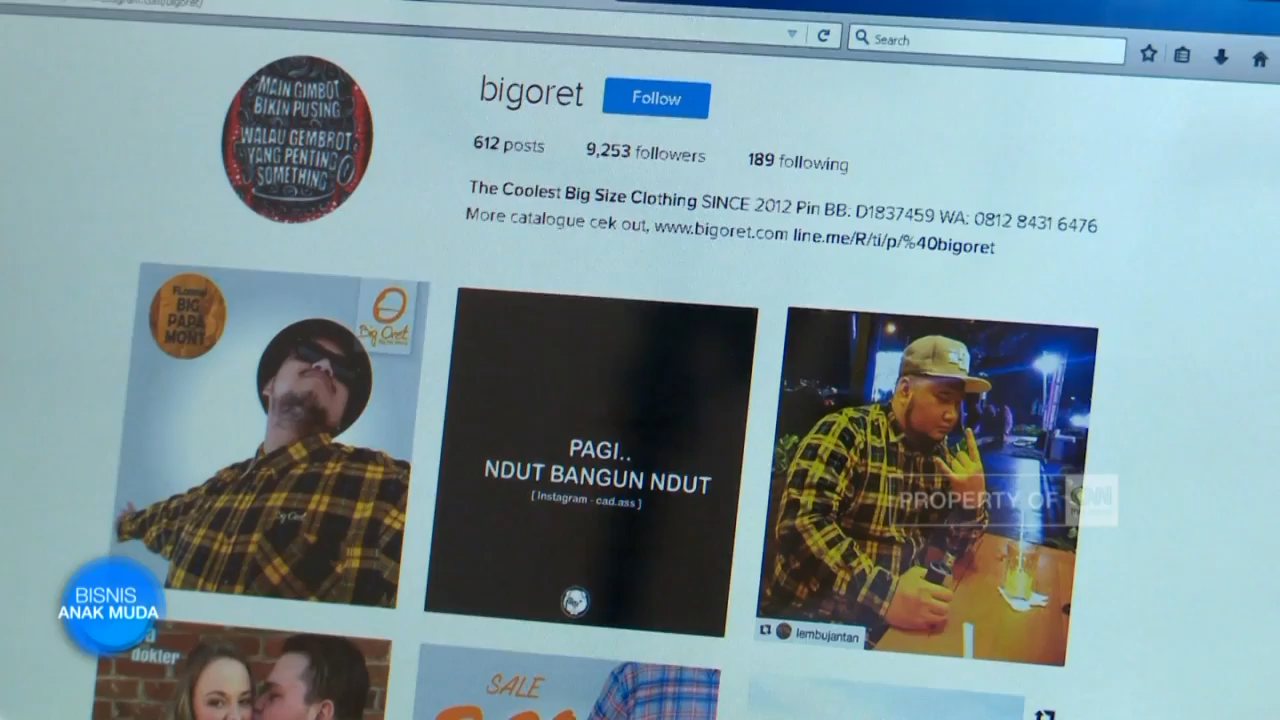 Search
MAIN GIMBOT
BIKIN PUSING
WALAU GEMBROT
YANG PENTING
SOMETHING
bigoret
Follow
612 posts
9,253 followers
189 following
The Coolest Big Size Clothing SINCE 2012 Pin BB: D1837459 WA: 0812 8431 6476
More catalogue cek out, www.bigoret.com line.me/R/ti/p/%40bigoret
BIG
PAPA
MONT
Big Oret
PAGI..
NDUT BANGUN NDUT
[ Instagram - cad.ass ]
PROPERTY OF CNN
lembujantan
BISNIS
ANAK MUDA
dokter
SALE